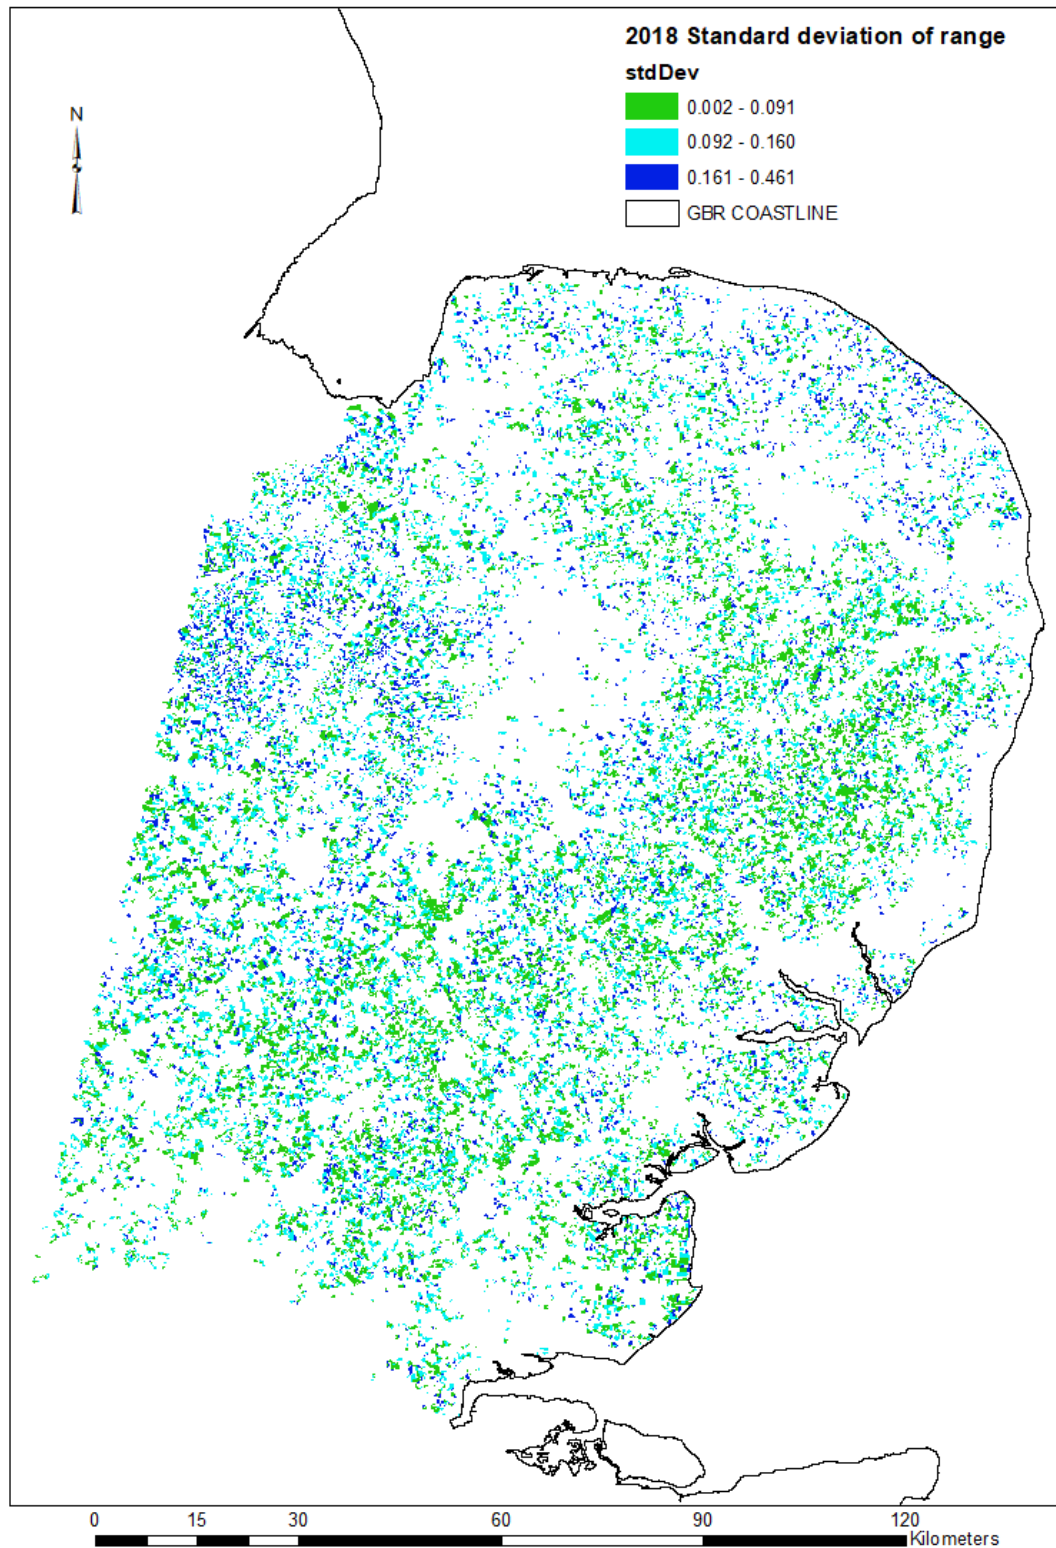 2018 Standard deviation of range
stdDev
0.002 - 0.091
0.092 - 0.160
0.161 - 0.461
GBR COASTLINE
N
0 15 30 60 90 120
Kilometers